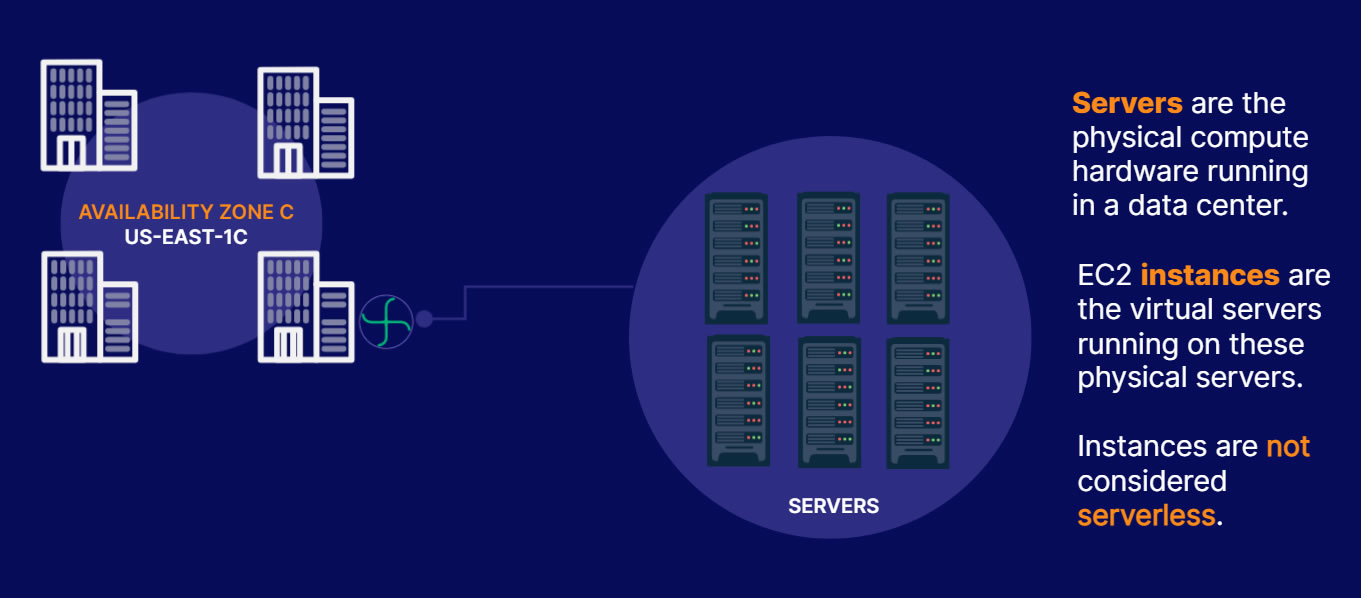 AVAILABILITY ZONE C
US-EAST-1C
SERVERS
Servers are the
physical compute
hardware running
in a data center.
EC2 instances are
the virtual servers
running on these
physical servers.
Instances are not
considered
serverless.